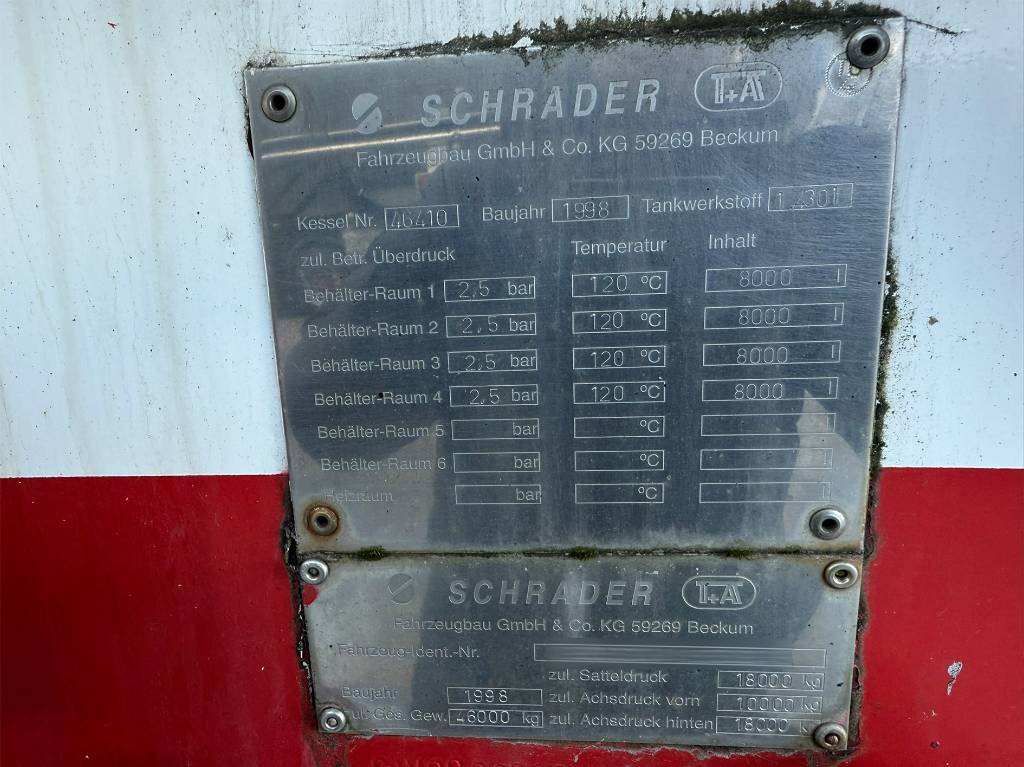 SCHRADER T+A
Fahrzeugbau GmbH & Co. KG 59269 Beckum
Kessel Nr. 46410 Baujahr 1998 Tankwerkstoff 1.4301
zul. Betr. Überdruck Temperatur Inhalt
Behälter-Raum 1 2,5 bar 120 °C 8000 l
Behälter-Raum 2 2,5 bar 120 °C 8000 l
Behälter-Raum 3 2,5 bar 120 °C 8000 l
Behälter-Raum 4 2,5 bar 120 °C 8000 l
Behälter-Raum 5 bar °C l
Behälter-Raum 6 bar °C l
Heizraum bar °C l
SCHRADER T+A
Fahrzeugbau GmbH & Co. KG 59269 Beckum
Fahrzeug-Ident.-Nr.
zul. Satteldruck 18000 kg
Baujahr 1998 zul. Achsdruck vorn 10000 kg
zul. Ges. Gew. 46000 kg zul. Achsdruck hinten 18000 k